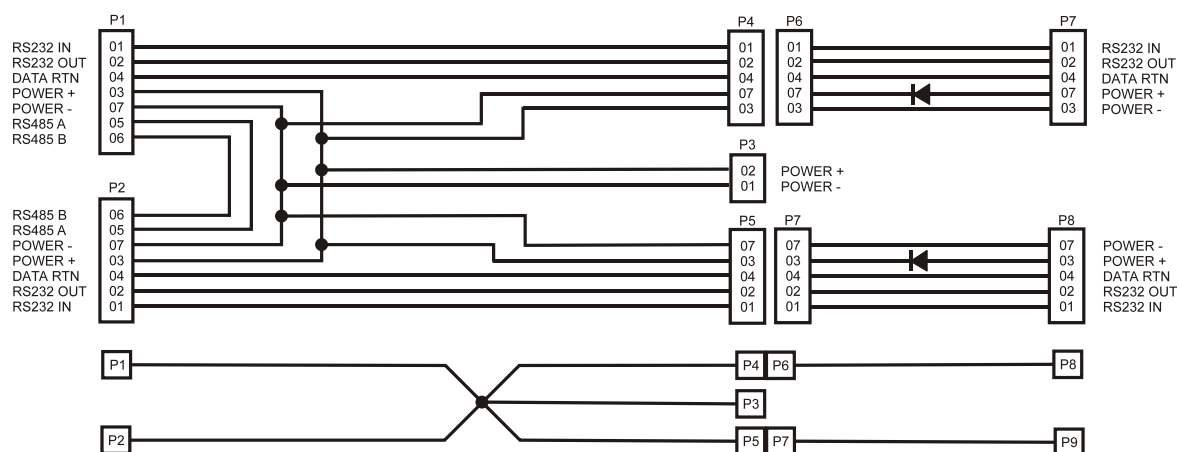 P1 P4 P6 P7
RS232 IN 01 01 01 01 RS232 IN
RS232 OUT 02 02 02 02 RS232 OUT
DATA RTN 04 04 04 04 DATA RTN
POWER + 03 07 07 07 POWER +
POWER - 07 03 03 03 POWER -
RS485 A 05
RS485 B 06
P3
02 POWER +
01 POWER -
P2 P5 P7 P8
RS485 B 06
RS485 A 05
POWER - 07 07 07 07 POWER -
POWER + 03 03 03 03 POWER +
DATA RTN 04 04 04 04 DATA RTN
RS232 OUT 02 02 02 02 RS232 OUT
RS232 IN 01 01 01 01 RS232 IN
P1 P4 P6 P8
P3
P2 P5 P7 P9